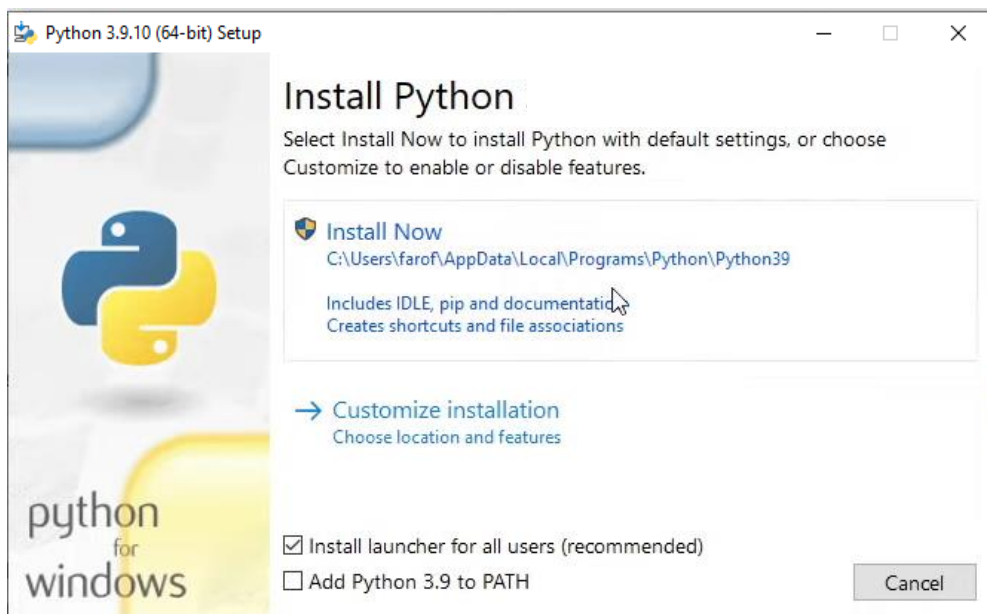 Python 3.9.10 (64-bit) Setup
Install Python
Select Install Now to install Python with default settings, or choose
Customize to enable or disable features.
Install Now
C:\Users\farof\AppData\Local\Programs\Python\Python39
Includes IDLE, pip and documentation
Creates shortcuts and file associations
Customize installation
Choose location and features
python
for
windows
Install launcher for all users (recommended)
Add Python 3.9 to PATH
Cancel